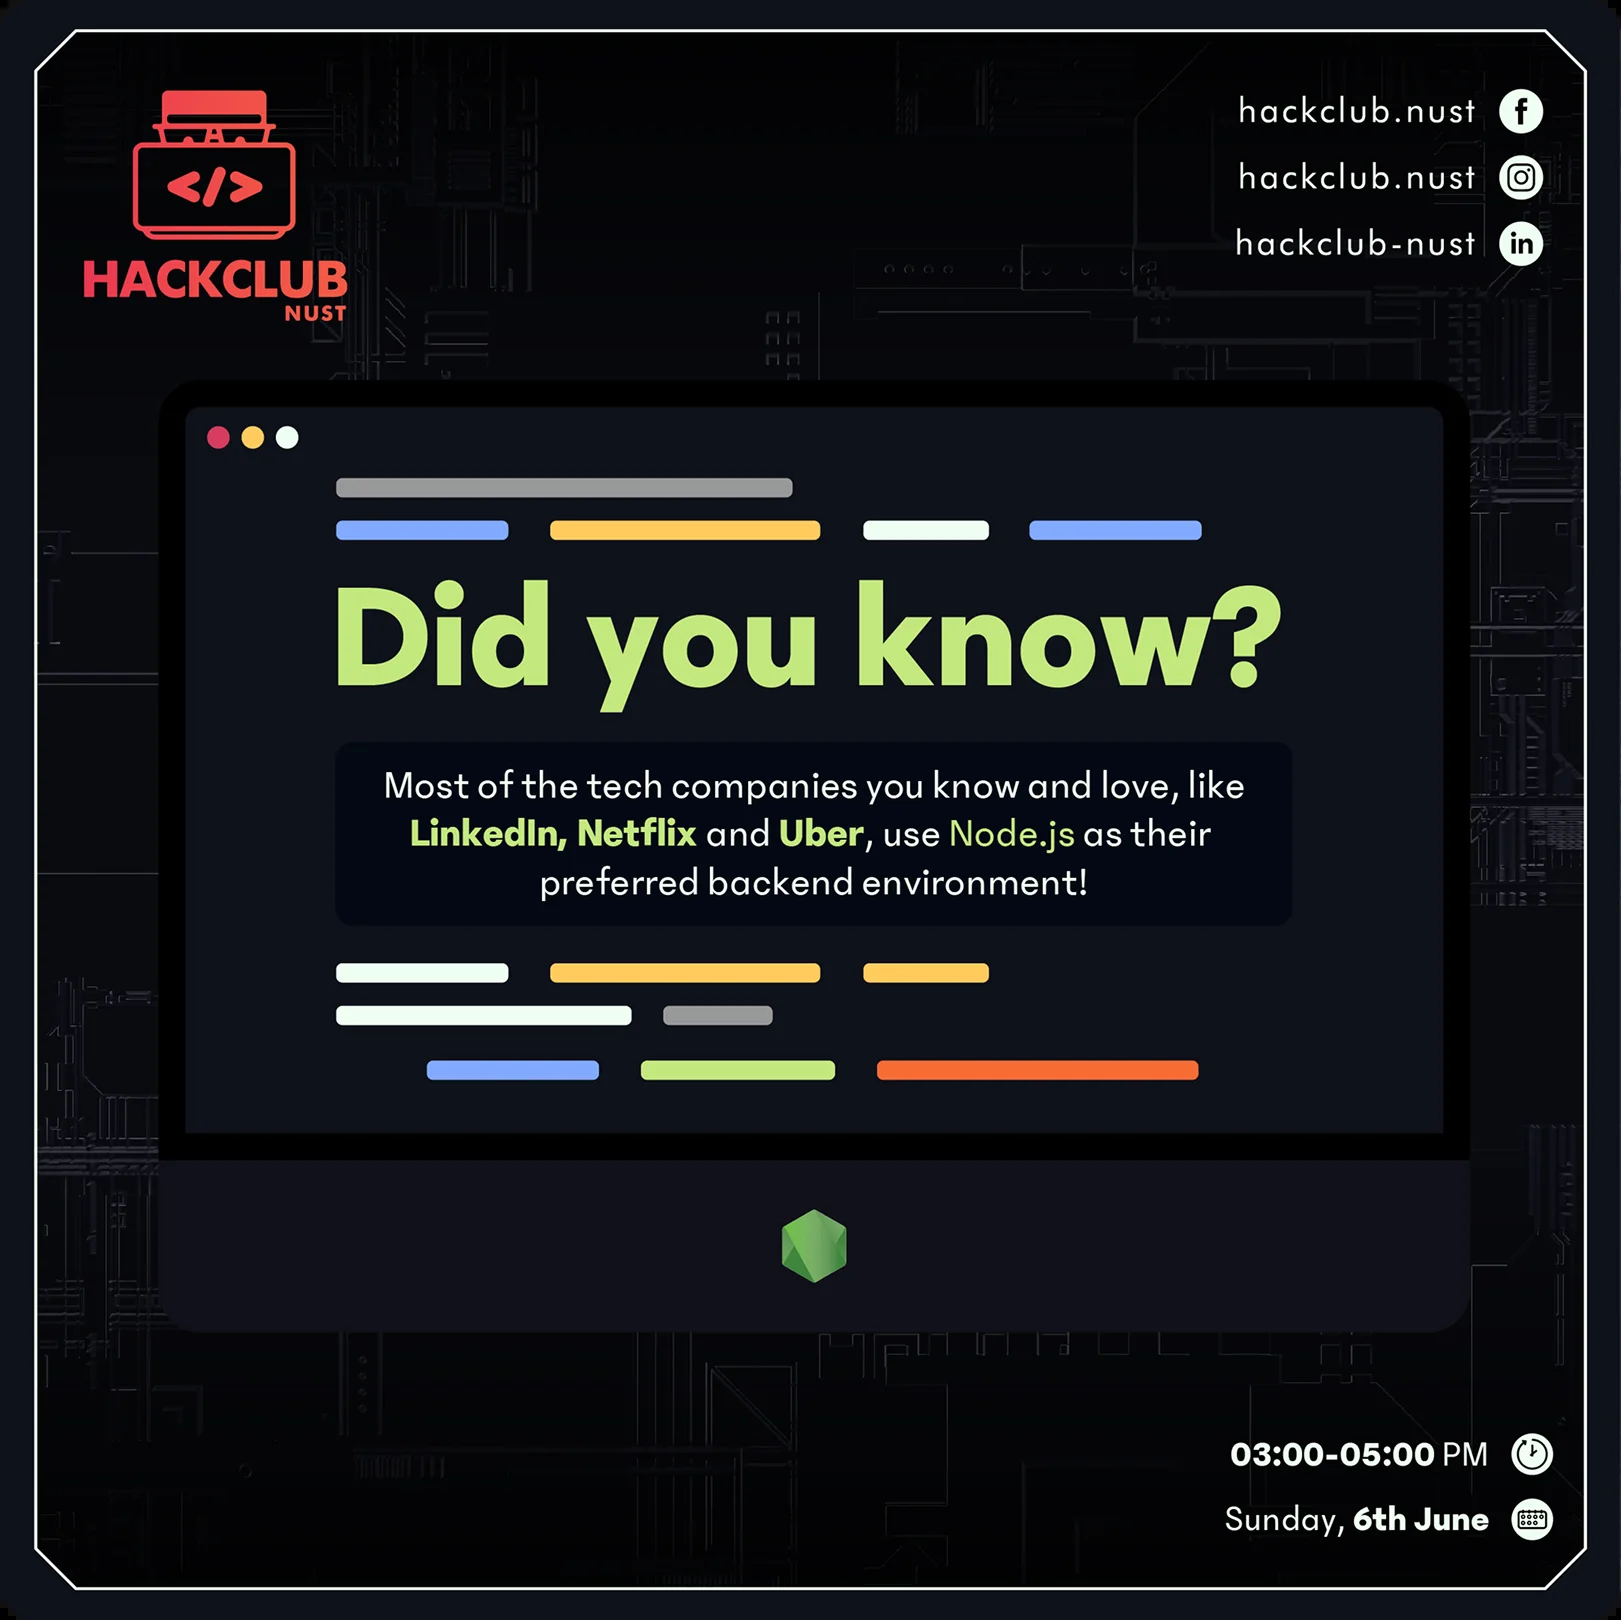 </>
HACKCLUB
NUST
hackclub.nust
hackclub.nust
hackclub-nust
Did you know?
Most of the tech companies you know and love, like
LinkedIn, Netflix and Uber, use Node.js as their
preferred backend environment!
03:00-05:00 PM
Sunday, 6th June